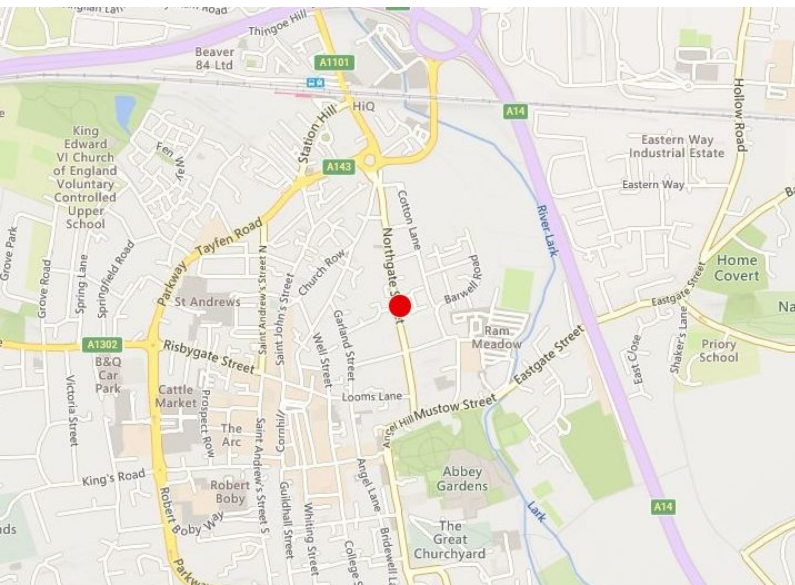 Thingoe Hill
Road
Beaver
84 Ltd
A1101
HiQ
Station Hill
A14
Hollow Road
Eastern Way
Industrial Estate
Eastern Way
King
Edward
VI Church
of England
Voluntary
Controlled
Upper
School
Fen Way
A143
Cotton Lane
River Lark
Tayfen Road
Parkway
Grove Park
Grove Road
Spring Lane
Springfield Road
Saint Andrew's Street N
Saint John's Street
Church Row
Northgate Street
Barwell Road
Home
Covert
Eastgate Street
St Andrews
Garland Street
Well Street
Ram
Meadow
Eastgate Street
East Close
Shaker's Lane
Priory
School
Na
A1302
Risbygate Street
B&Q
Car
Park
Cattle
Market
Victoria Street
Prospect Row
The
Arc
Cornhill
Looms Lane
Angel Hill
Mustow Street
Saint Andrew's Street S
King's Road
Robert
Boby
Robert Boby Way
Guildhall Street
Whiting Street
Angel Lane
College S
Bridewell L
Abbey
Gardens
Lark
The
Great
Churchyard
A14
Parkway
nds